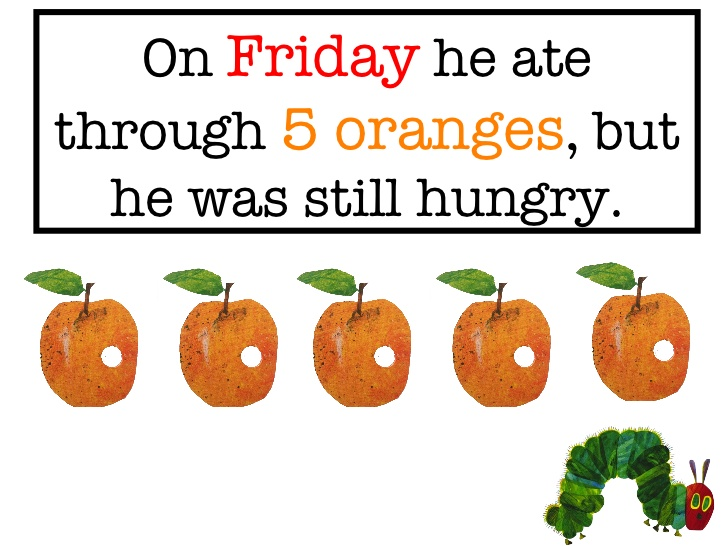 On Friday he ate
through 5 oranges, but
he was still hungry.